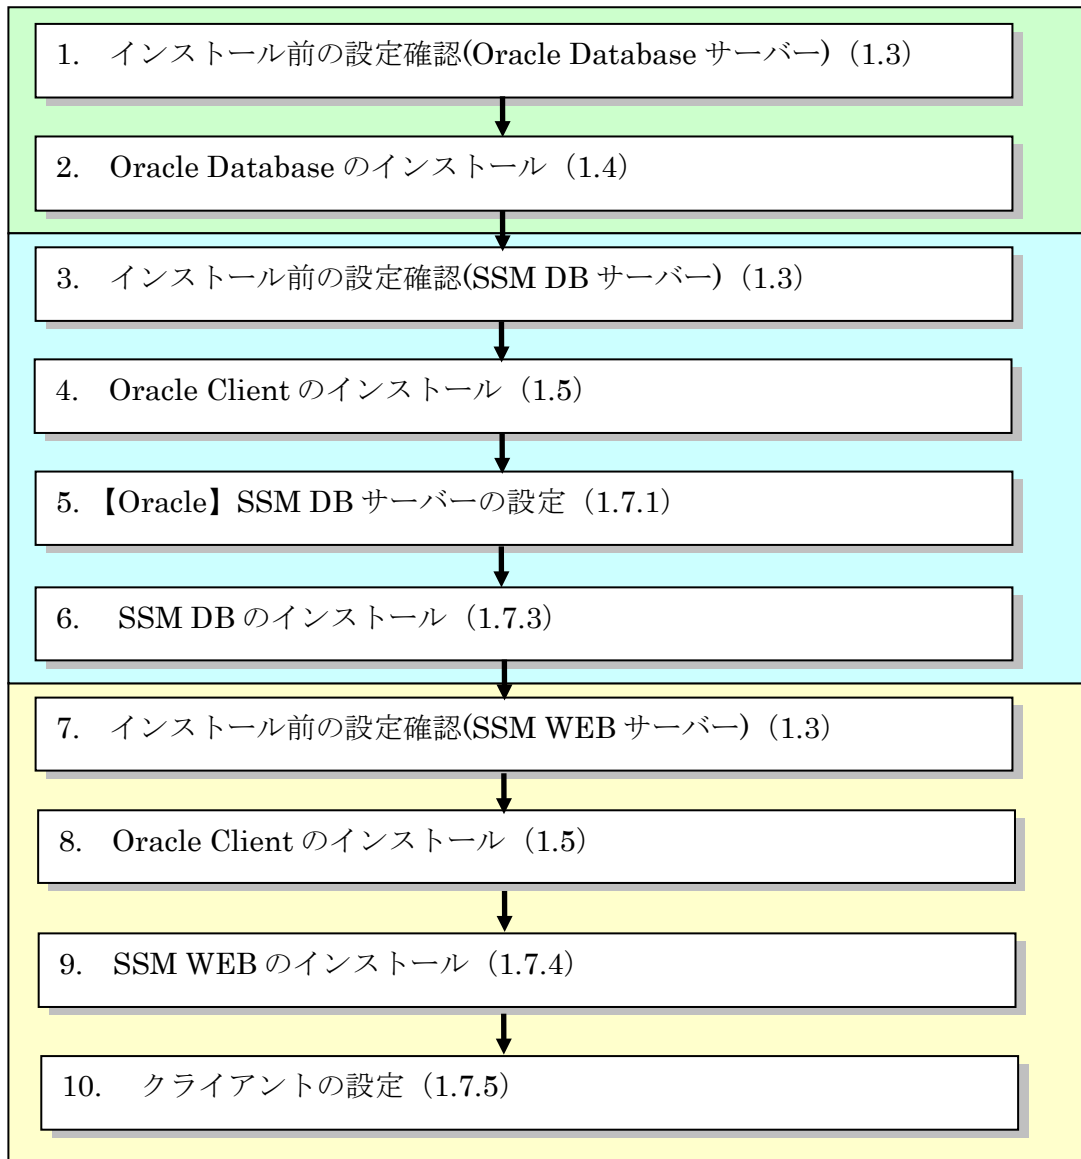 1. インストール前の設定確認(Oracle Database サーバー)（1.3）
2. Oracle Database のインストール（1.4）
3. インストール前の設定確認(SSM DB サーバー)（1.3）
4. Oracle Client のインストール（1.5）
5. 【Oracle】SSM DB サーバーの設定（1.7.1）
6. SSM DB のインストール（1.7.3）
7. インストール前の設定確認(SSM WEB サーバー)（1.3）
8. Oracle Client のインストール（1.5）
9. SSM WEB のインストール（1.7.4）
10. クライアントの設定（1.7.5）